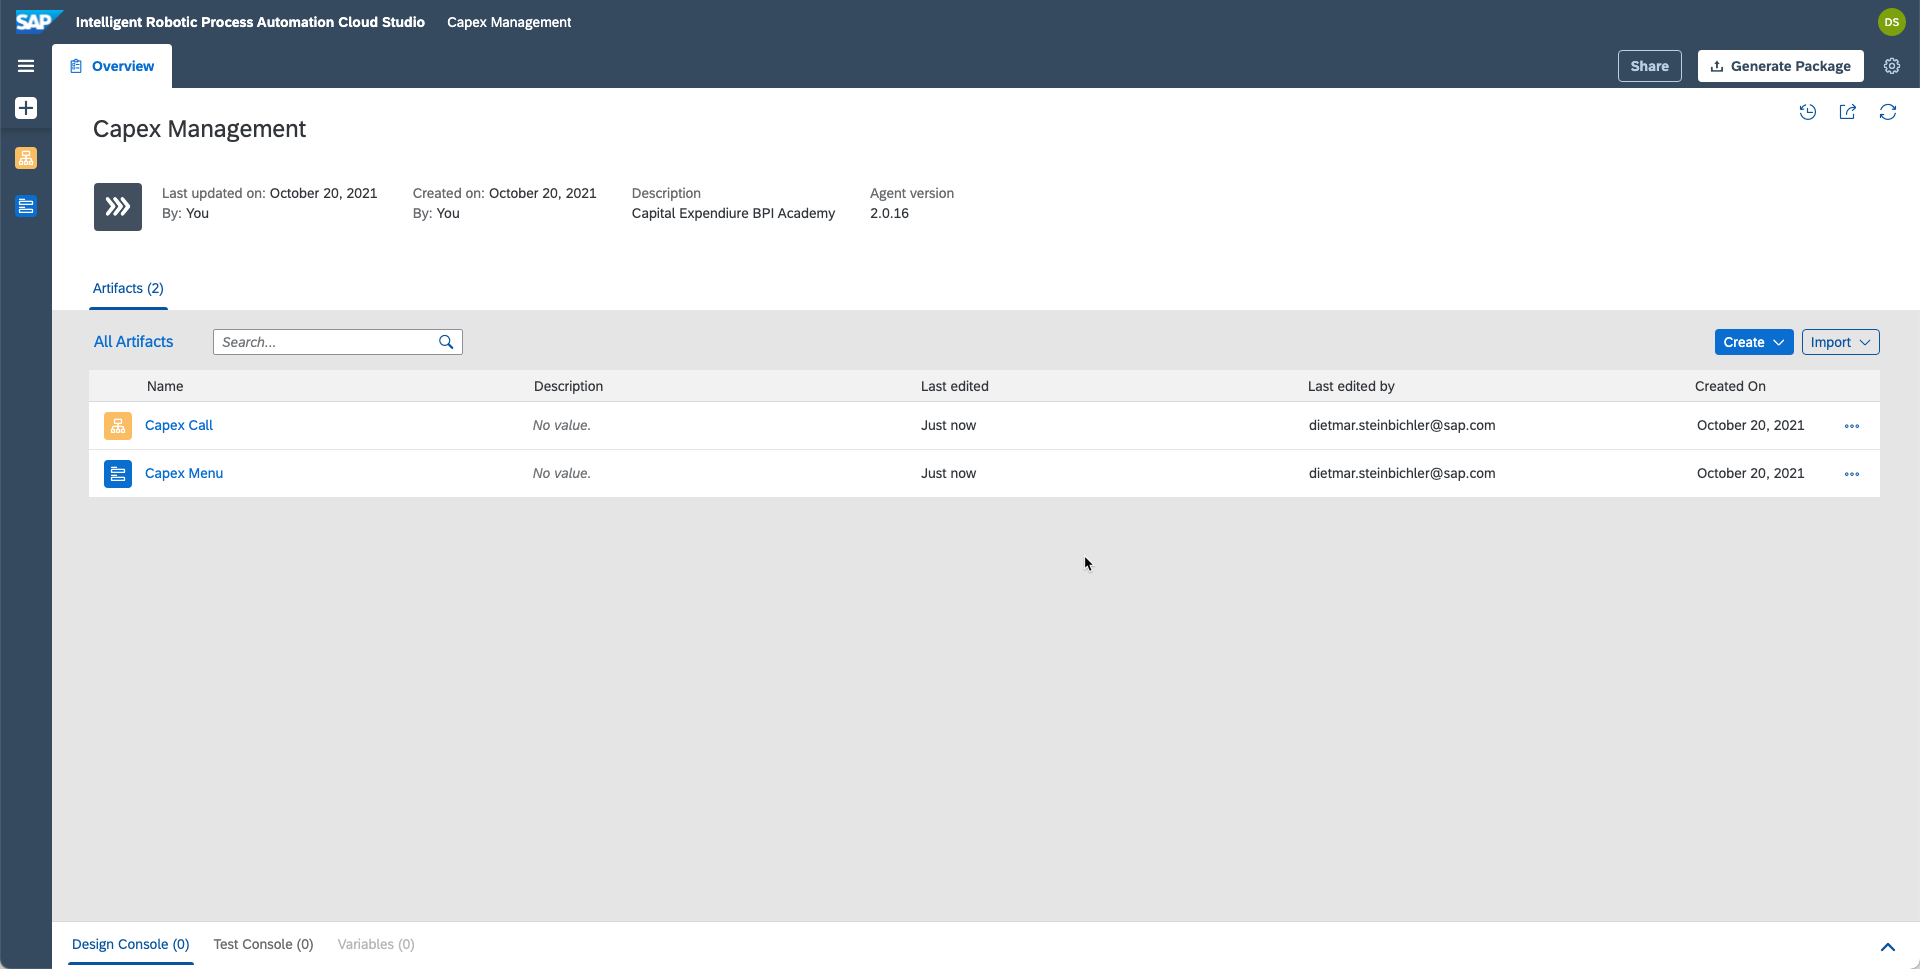 SAP Intelligent Robotic Process Automation Cloud Studio Capex Management DS
Overview Share Generate Package
Capex Management
Last updated on: October 20, 2021 Created on: October 20, 2021 Description Agent version
By: You By: You Capital Expendiure BPI Academy 2.0.16
Artifacts (2)
All Artifacts Search... Create Import
Name Description Last edited Last edited by Created On
Capex Call No value. Just now dietmar.steinbichler@sap.com October 20, 2021
Capex Menu No value. Just now dietmar.steinbichler@sap.com October 20, 2021
Design Console (0) Test Console (0) Variables (0)